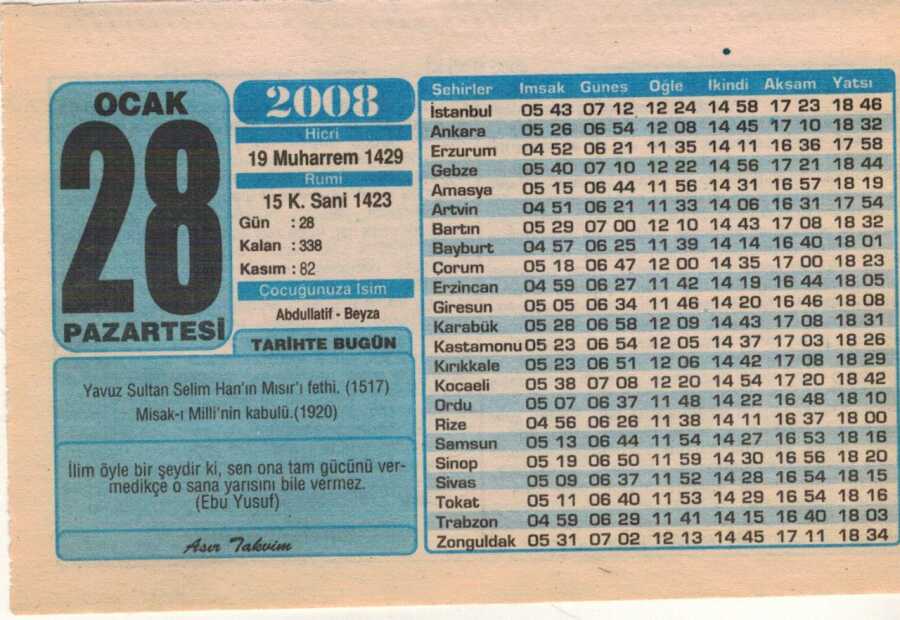 OCAK
28
PAZARTESİ
2008
Hicri
19 Muharrem 1429
Rumi
15 K. Sani 1423
Gün : 28
Kalan : 338
Kasım : 82
Çocuğunuza İsim
Abdullatif - Beyza
TARİHTE BUGÜN
Yavuz Sultan Selim Han'ın Mısır'ı fethi. (1517)
Misak-ı Milli'nin kabulü.(1920)
İlim öyle bir şeydir ki, sen ona tam gücünü ver-
medikçe o sana yarısını bile vermez.
(Ebu Yusuf)
Asır Takvim
Şehirler İmsak Güneş Öğle İkindi Akşam Yatsı
İstanbul 05 43 07 12 12 24 14 58 17 23 18 46
Ankara 05 26 06 54 12 08 14 45 17 10 18 32
Erzurum 04 52 06 21 11 35 14 11 16 36 17 58
Gebze 05 40 07 10 12 22 14 56 17 21 18 44
Amasya 05 15 06 44 11 56 14 31 16 57 18 19
Artvin 04 51 06 21 11 33 14 06 16 31 17 54
Bartın 05 29 07 00 12 10 14 43 17 08 18 32
Bayburt 04 57 06 25 11 39 14 14 16 40 18 01
Çorum 05 18 06 47 12 00 14 35 17 00 18 23
Erzincan 04 59 06 27 11 42 14 19 16 44 18 05
Giresun 05 05 06 34 11 46 14 20 16 46 18 08
Karabük 05 28 06 58 12 09 14 43 17 08 18 31
Kastamonu 05 23 06 54 12 05 14 37 17 03 18 26
Kırıkkale 05 23 06 51 12 06 14 42 17 08 18 29
Kocaeli 05 38 07 08 12 20 14 54 17 20 18 42
Ordu 05 07 06 37 11 48 14 22 16 48 18 10
Rize 04 56 06 26 11 38 14 11 16 37 18 00
Samsun 05 13 06 44 11 54 14 27 16 53 18 16
Sinop 05 19 06 50 11 59 14 30 16 56 18 20
Sivas 05 09 06 37 11 52 14 28 16 54 18 15
Tokat 05 11 06 40 11 53 14 29 16 54 18 16
Trabzon 04 59 06 29 11 41 14 15 16 40 18 03
Zonguldak 05 31 07 02 12 13 14 45 17 11 18 34